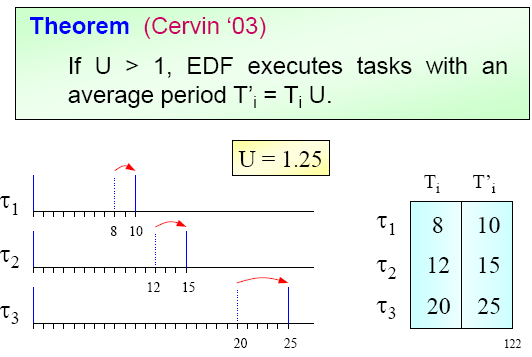 Theorem (Cervin ‘03)
If U > 1, EDF executes tasks with an
average period T’i = Ti U.
U = 1.25
τ1
8 10
τ2
12 15
τ3
20 25
Ti T’i
τ1 8 10
τ2 12 15
τ3 20 25
122